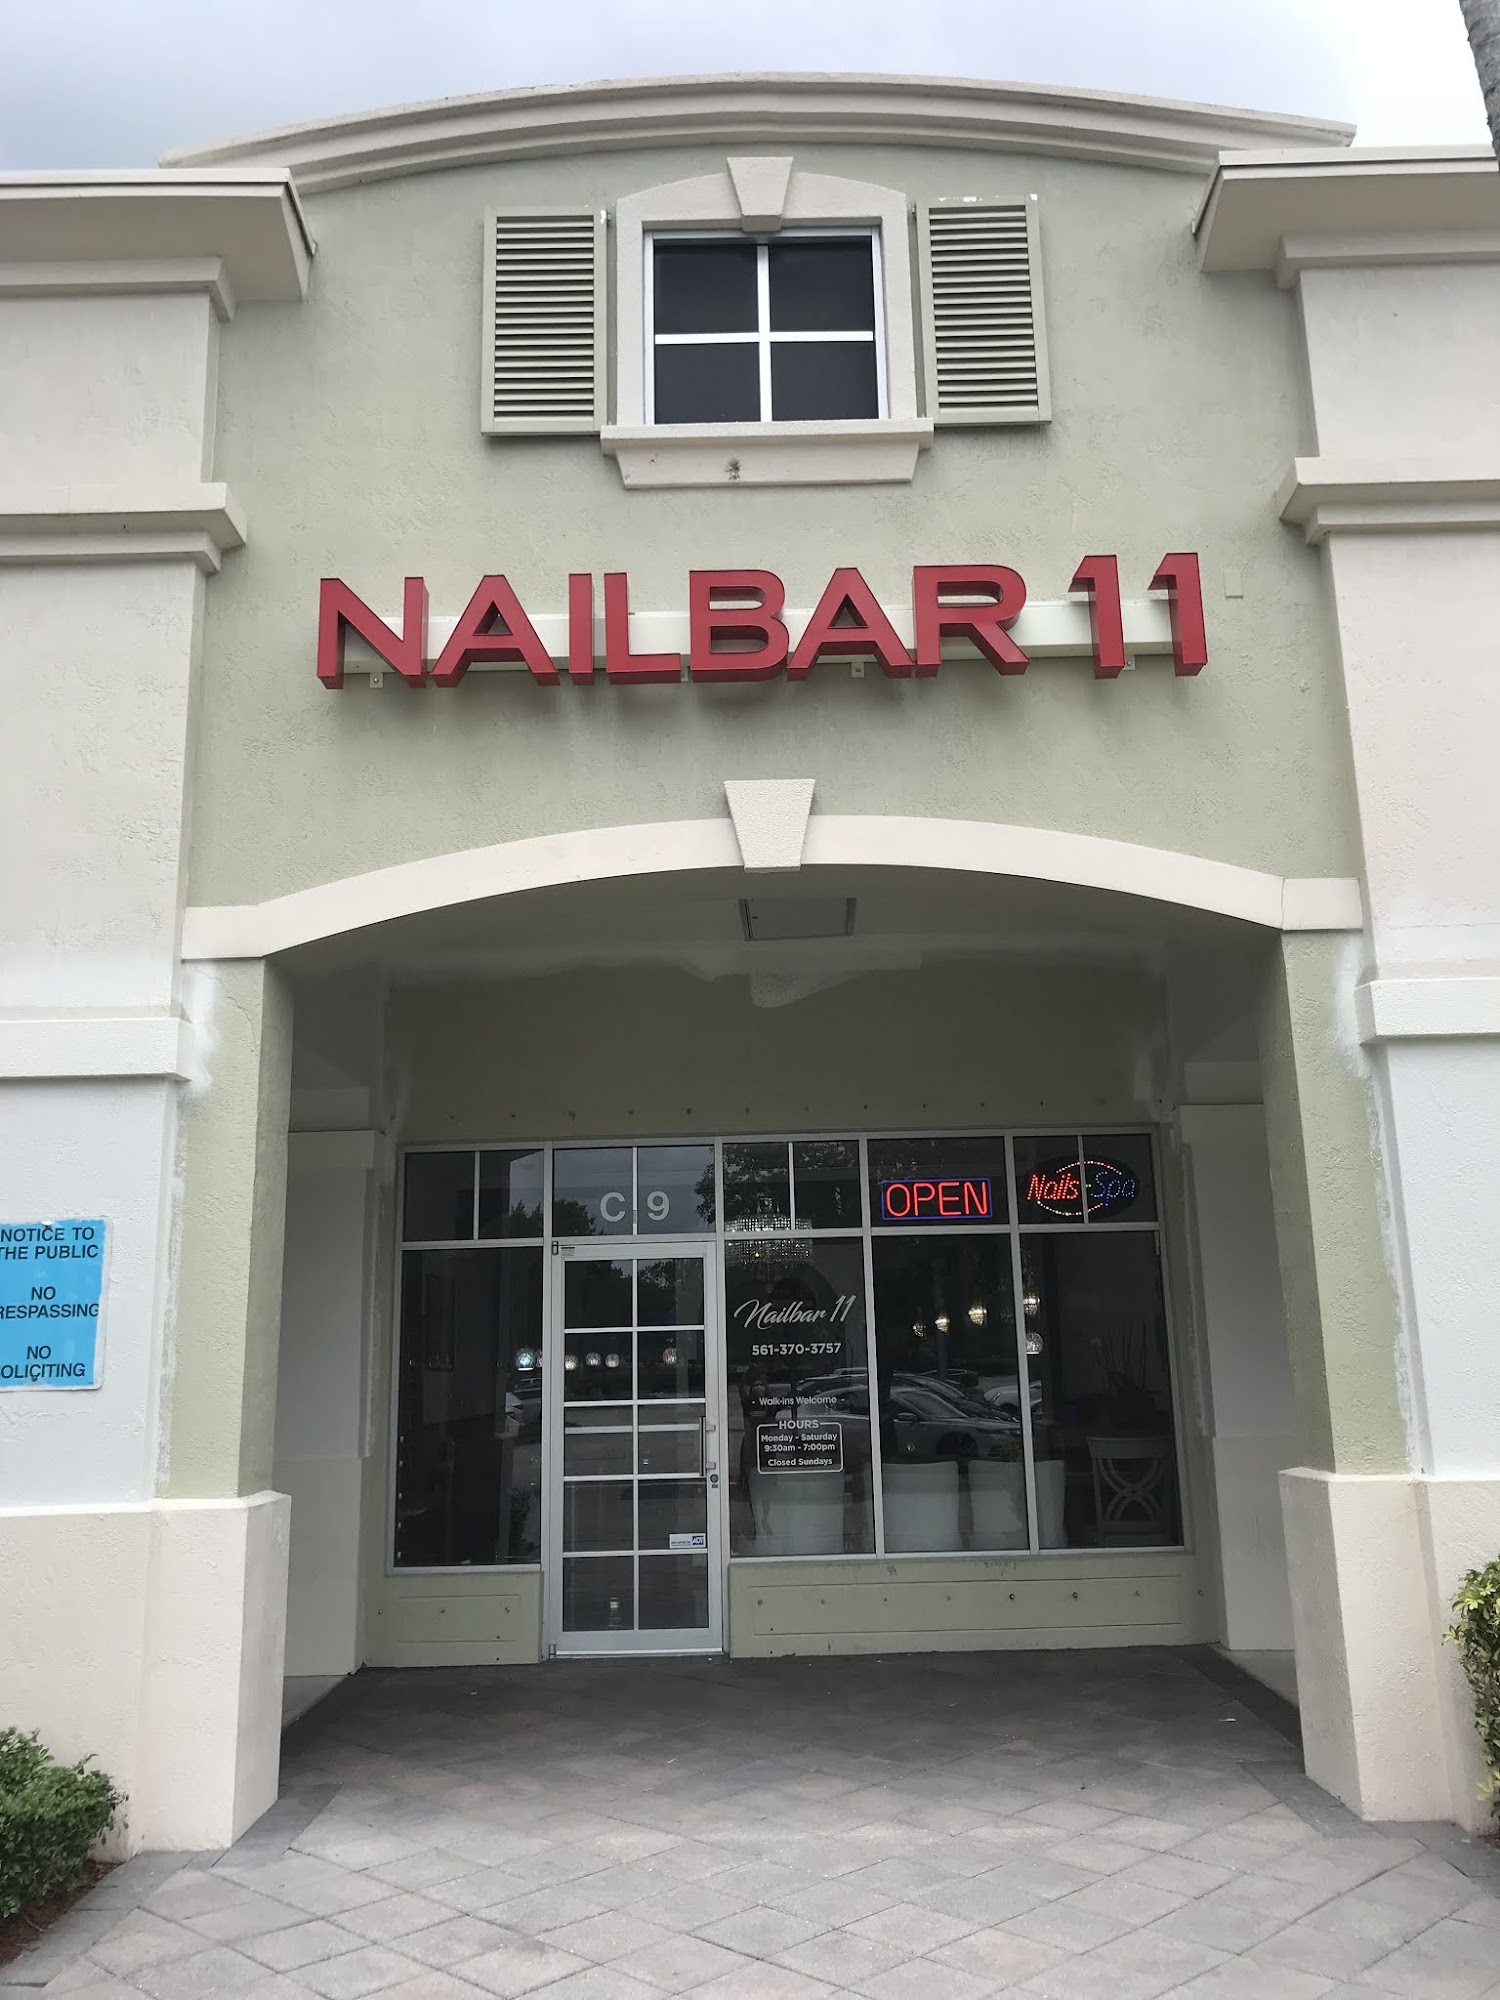 NAILBAR 11
C 9
OPEN
Nails Spa
NOTICE TO
THE PUBLIC
NO
RESPASSING
NO
OLICITING
Nailbar 11
561-370-3757
- Walk-ins Welcome -
HOURS
Monday - Saturday
9:30am - 7:00pm
Closed Sundays
ADT